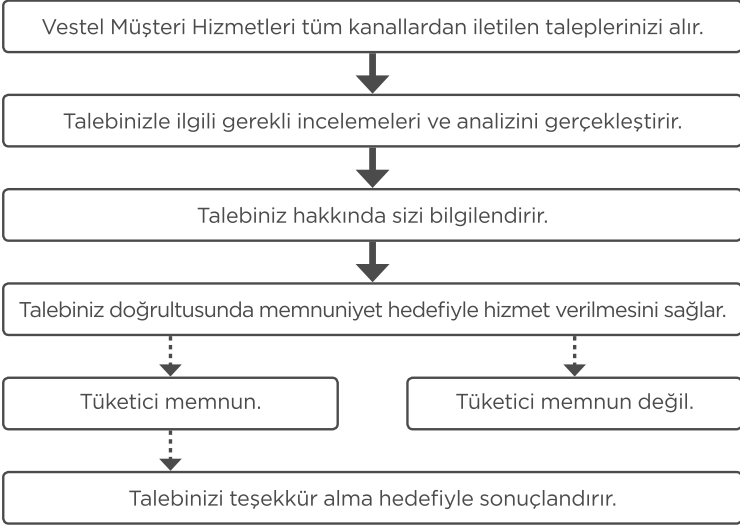 Vestel Müşteri Hizmetleri tüm kanallardan iletilen taleplerinizi alır.
Talebinizle ilgili gerekli incelemeleri ve analizini gerçekleştirir.
Talebiniz hakkında sizi bilgilendirir.
Talebiniz doğrultusunda memnuniyet hedefiyle hizmet verilmesini sağlar.
Tüketici memnun.
Tüketici memnun değil.
Talebinizi teşekkür alma hedefiyle sonuçlandırır.